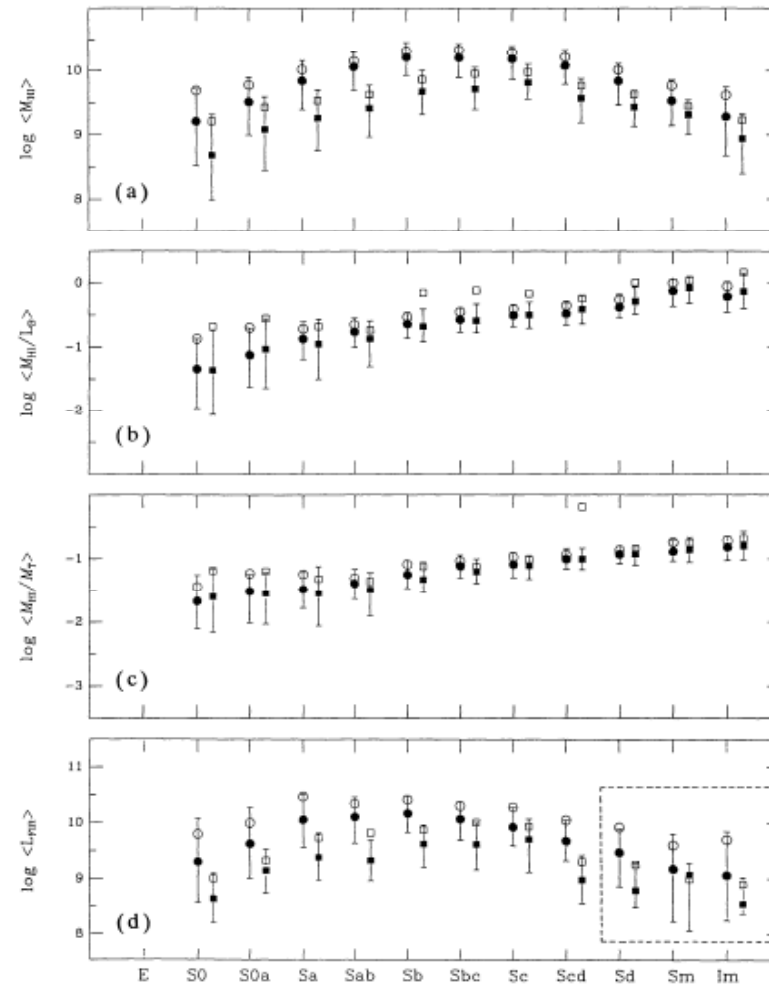 10
9
8
log <M_HI>
(a)
0
-1
-2
log <M_HI/L_B>
(b)
-1
-2
-3
log <M_HI/M_T>
(c)
11
10
9
8
log <L_FIR>
(d)
E S0 S0a Sa Sab Sb Sbc Sc Scd Sd Sm Im